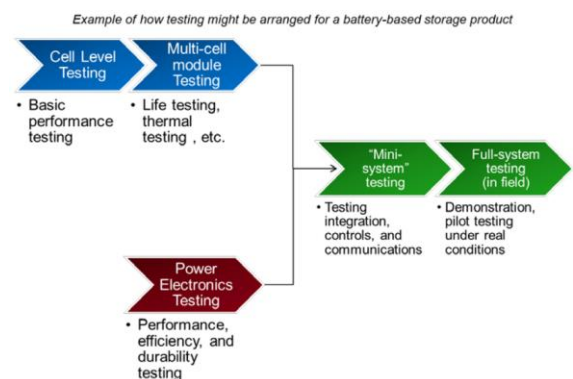 Example of how testing might be arranged for a battery-based storage product
Cell Level
Testing
• Basic
performance
testing
Multi-cell
module
Testing
• Life testing,
thermal
testing , etc.
“Mini-
system”
testing
• Testing
integration,
controls, and
communications
Full-system
testing
(in field)
• Demonstration,
pilot testing
under real
conditions
Power
Electronics
Testing
• Performance,
efficiency, and
durability
testing